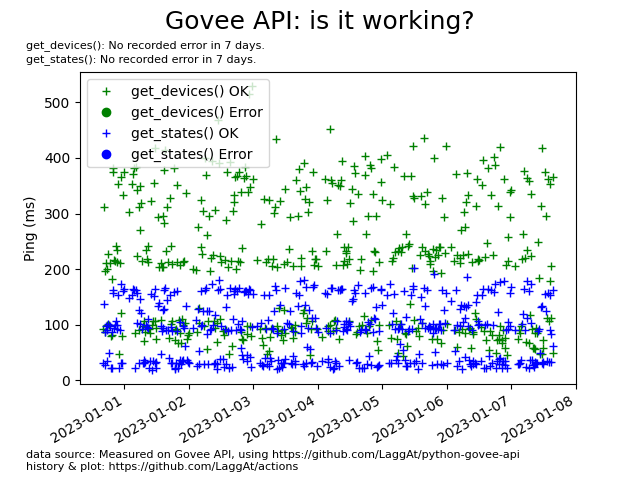 Govee API: is it working?
get_devices(): No recorded error in 7 days.
get_states(): No recorded error in 7 days.
get_devices() OK
get_devices() Error
get_states() OK
get_states() Error
Ping (ms)
500
400
300
200
100
0
2023-01-01
2023-01-02
2023-01-03
2023-01-04
2023-01-05
2023-01-06
2023-01-07
2023-01-08
data source: Measured on Govee API, using https://github.com/LaggAt/python-govee-api
history & plot: https://github.com/LaggAt/actions